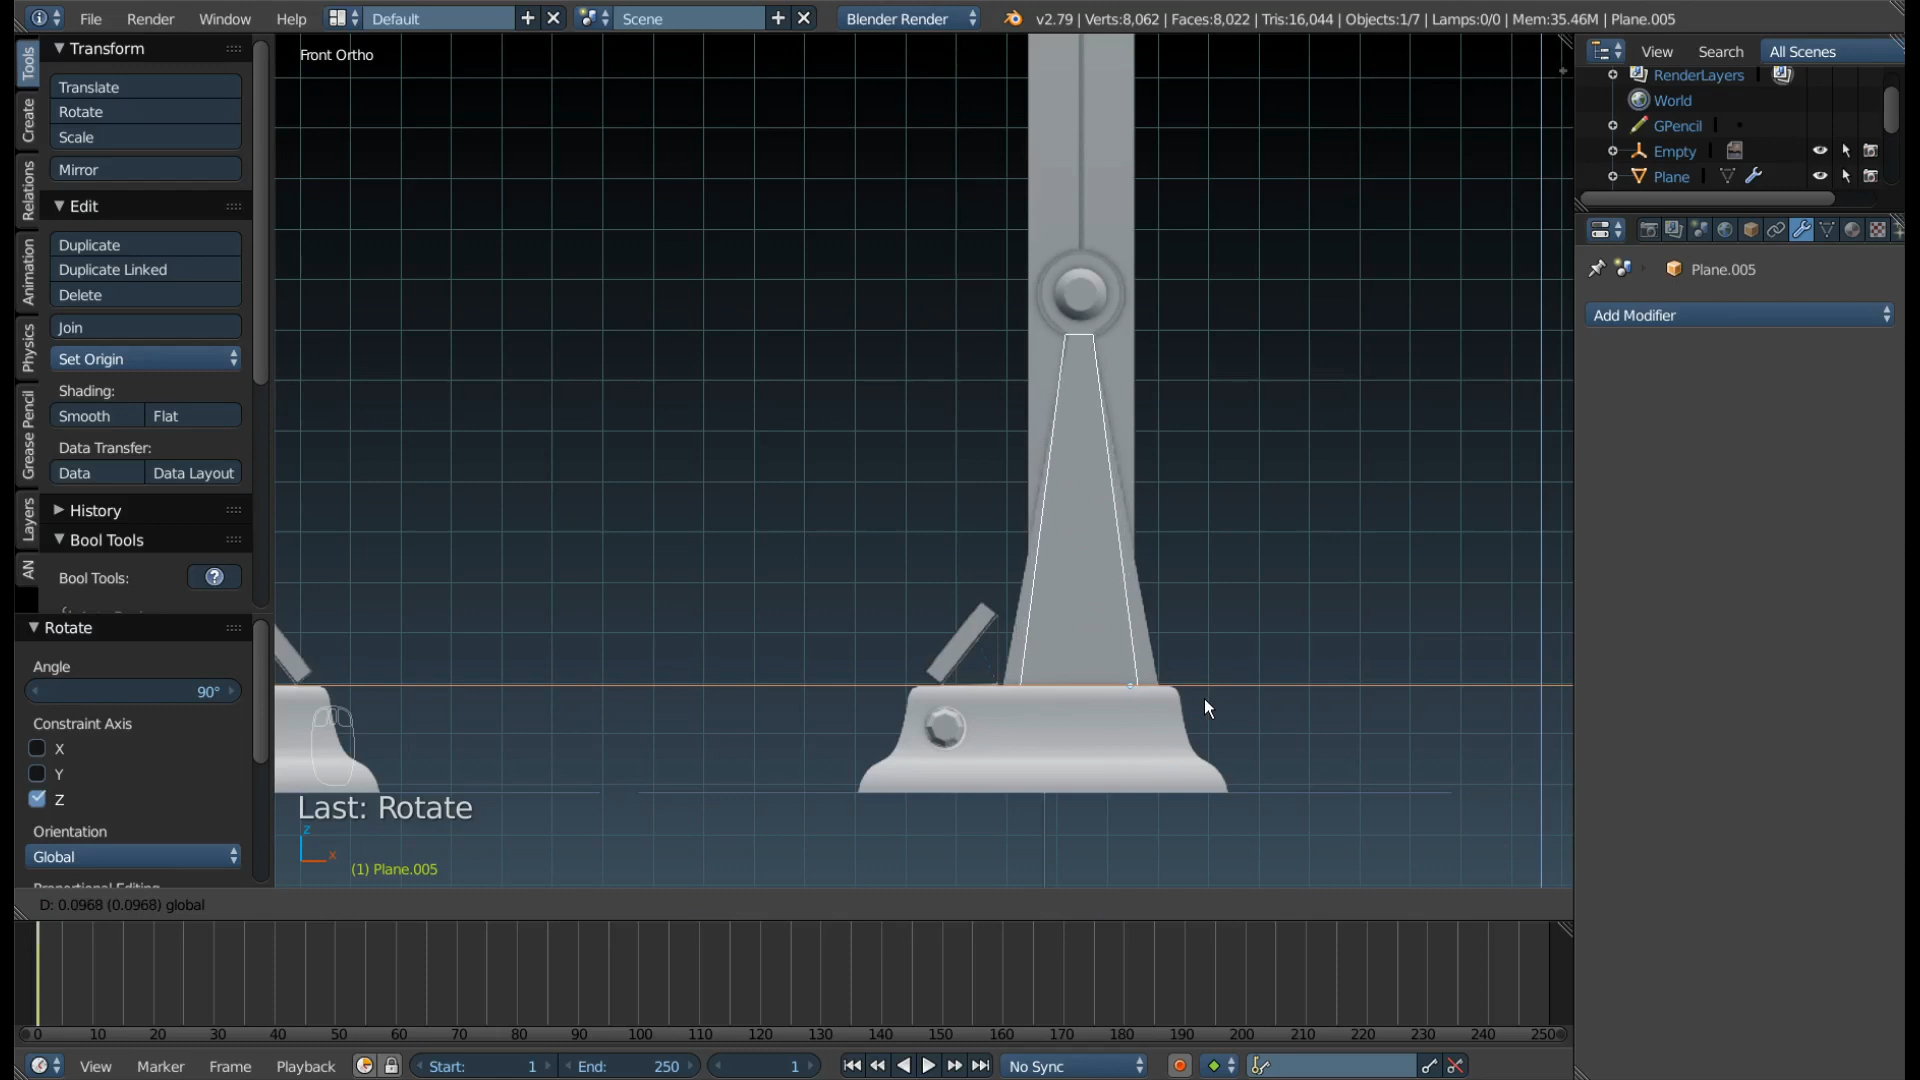 File Render Window Help Default Scene Blender Render v2.79 | Verts:8,062 | Faces:8,022 | Tris:16,044 | Objects:1/7 | Lamps:0/0 | Mem:35.46M | Plane.005
Tools
Create
Relations
Animation
Physics
Grease Pencil
Layers
AN
Transform
Translate
Rotate
Scale
Mirror
Edit
Duplicate
Duplicate Linked
Delete
Join
Set Origin
Shading:
Smooth Flat
Data Transfer:
Data Data Layout
History
Bool Tools
Bool Tools:
Rotate
Angle
90°
Constraint Axis
X
Y
Z
Orientation
Global
Front Ortho
Last: Rotate
z
x
(1) Plane.005
View Search All Scenes
RenderLayers
World
GPencil
Empty
Plane
Plane.005
Add Modifier
D: 0.0968 (0.0968) global
0 10 20 30 40 50 60 70 80 90 100 110 120 130 140 150 160 170 180 190 200 210 220 230 240 250
View Marker Frame Playback Start: 1 End: 250 1 No Sync